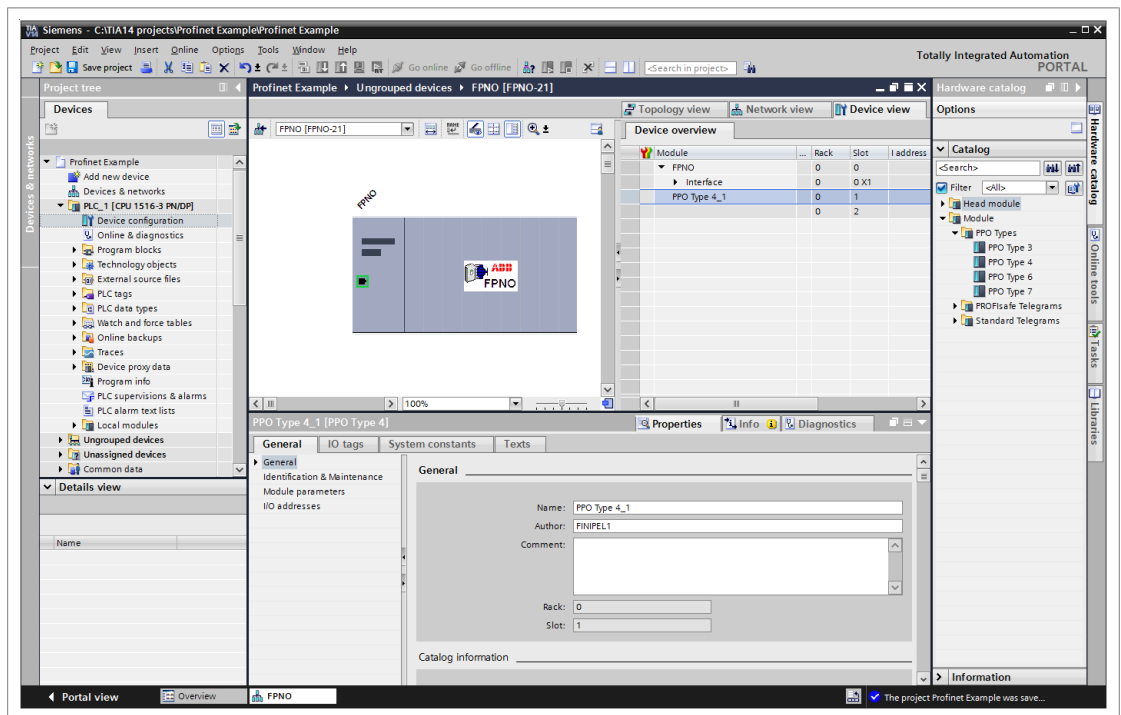 Siemens - C:\TIA14 projects\Profinet Example\Profinet Example
Project Edit View Insert Online Options Tools Window Help
Totally Integrated Automation
PORTAL
Save project
Go online
Go offline
<Search in project>
Project tree
Profinet Example
Ungrouped devices
FPNO [FPNO-21]
Hardware catalog
Devices
Topology view
Network view
Device view
Options
FPNO [FPNO-21]
Device overview
Module ... Rack Slot I address
FPNO 0 0
Interface 0 0 X1
PPO Type 4_1 0 1
0 2
Catalog
<Search>
Filter <All>
Head module
Module
PPO Types
PPO Type 3
PPO Type 4
PPO Type 6
PPO Type 7
PROFIsafe Telegrams
Standard Telegrams
Profinet Example
Add new device
Devices & networks
PLC_1 [CPU 1516-3 PN/DP]
Device configuration
Online & diagnostics
Program blocks
Technology objects
External source files
PLC tags
PLC data types
Watch and force tables
Online backups
Traces
Device proxy data
Program info
PLC supervisions & alarms
PLC alarm text lists
Local modules
Ungrouped devices
Unassigned devices
Common data
Details view
Name
FPNO
ABB
FPNO
100%
PPO Type 4_1 [PPO Type 4]
Properties
Info
Diagnostics
General
IO tags
System constants
Texts
General
Identification & Maintenance
Module parameters
I/O addresses
General
Name: PPO Type 4_1
Author: FINIPEL1
Comment:
Rack: 0
Slot: 1
Catalog information
Devices & networks
Hardware catalog
Online tools
Tasks
Libraries
Information
Portal view
Overview
FPNO
The project Profinet Example was save...